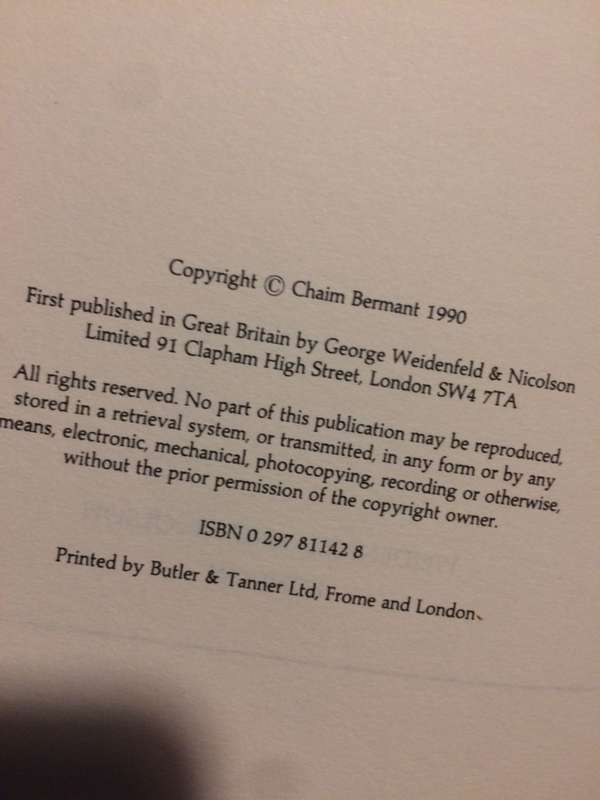 Copyright © Chaim Bermant 1990
First published in Great Britain by George Weidenfeld & Nicolson
Limited 91 Clapham High Street, London SW4 7TA
All rights reserved. No part of this publication may be reproduced,
stored in a retrieval system, or transmitted, in any form or by any
means, electronic, mechanical, photocopying, recording or otherwise,
without the prior permission of the copyright owner.
ISBN 0 297 81142 8
Printed by Butler & Tanner Ltd, Frome and London